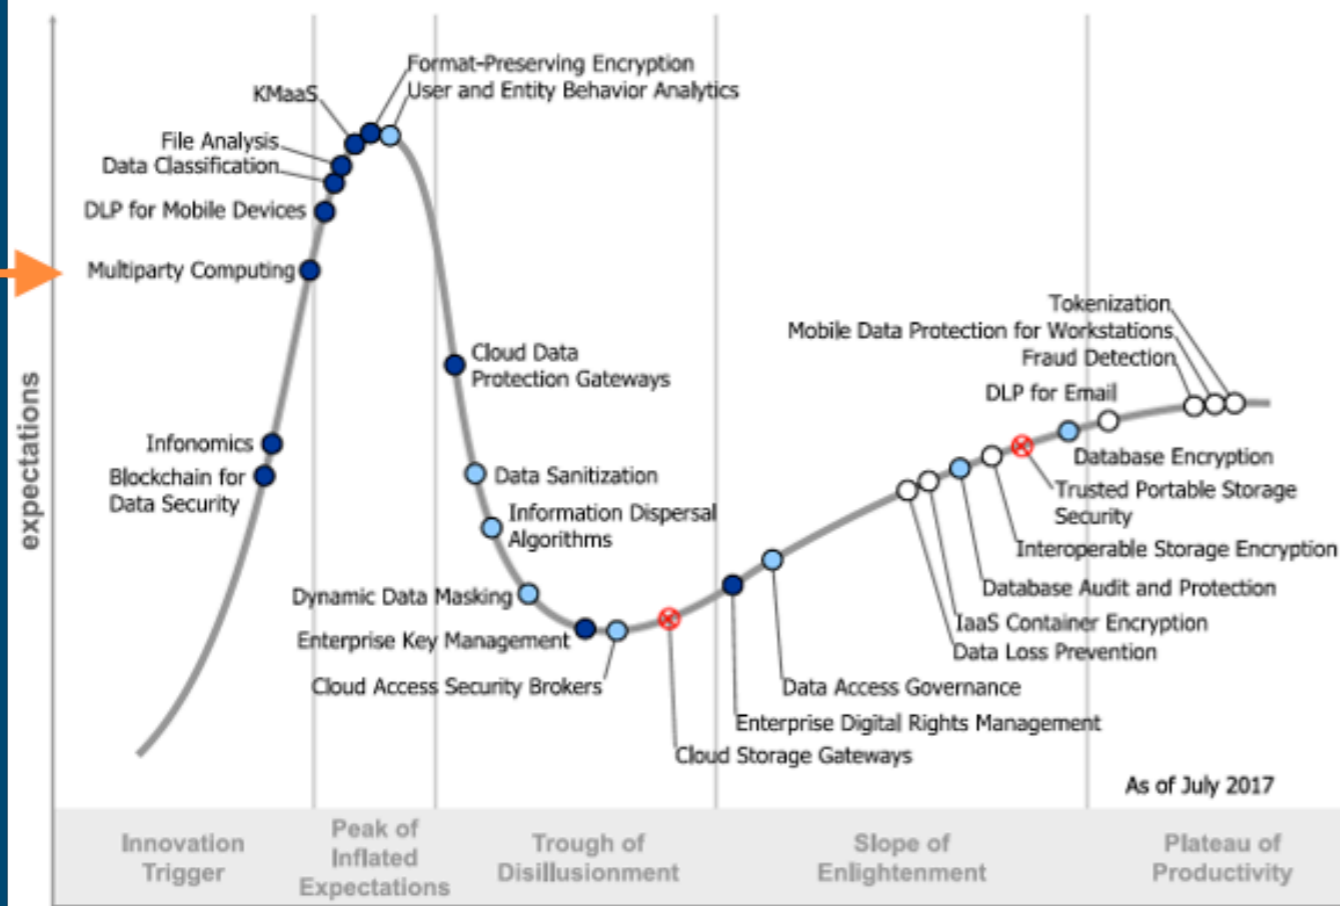 Format-Preserving Encryption
User and Entity Behavior Analytics
KMaaS
File Analysis
Data Classification
DLP for Mobile Devices
Multiparty Computing
Infonomics
Blockchain for
Data Security
Cloud Data
Protection Gateways
Data Sanitization
Information Dispersal
Algorithms
Dynamic Data Masking
Enterprise Key Management
Cloud Access Security Brokers
Cloud Storage Gateways
Enterprise Digital Rights Management
Data Access Governance
Data Loss Prevention
IaaS Container Encryption
Database Audit and Protection
Interoperable Storage Encryption
Trusted Portable Storage
Security
Database Encryption
DLP for Email
Fraud Detection
Mobile Data Protection for Workstations
Tokenization
expectations
As of July 2017
Innovation
Trigger
Peak of
Inflated
Expectations
Trough of
Disillusionment
Slope of
Enlightenment
Plateau of
Productivity